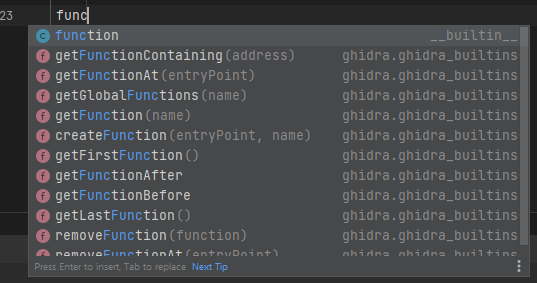 23 func
function __builtin__
f getFunctionContaining(address) ghidra.ghidra_builtins
f getFunctionAt(entryPoint) ghidra.ghidra_builtins
f getGlobalFunctions(name) ghidra.ghidra_builtins
f getFunction(name) ghidra.ghidra_builtins
f createFunction(entryPoint, name) ghidra.ghidra_builtins
f getFirstFunction() ghidra.ghidra_builtins
f getFunctionAfter ghidra.ghidra_builtins
f getFunctionBefore ghidra.ghidra_builtins
f getLastFunction() ghidra.ghidra_builtins
f removeFunction(function) ghidra.ghidra_builtins
f removeFunctionAt(entryPoint) ghidra.ghidra_builtins
Press Enter to insert, Tab to replace Next Tip